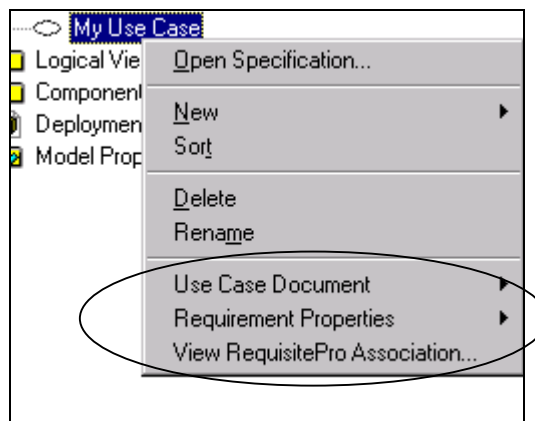 My Use Case
Logical Vie
Open Specification...
Component
New
Deploymen
Sort
Model Prop
Delete
Rename
Use Case Document
Requirement Properties
View RequisitePro Association...